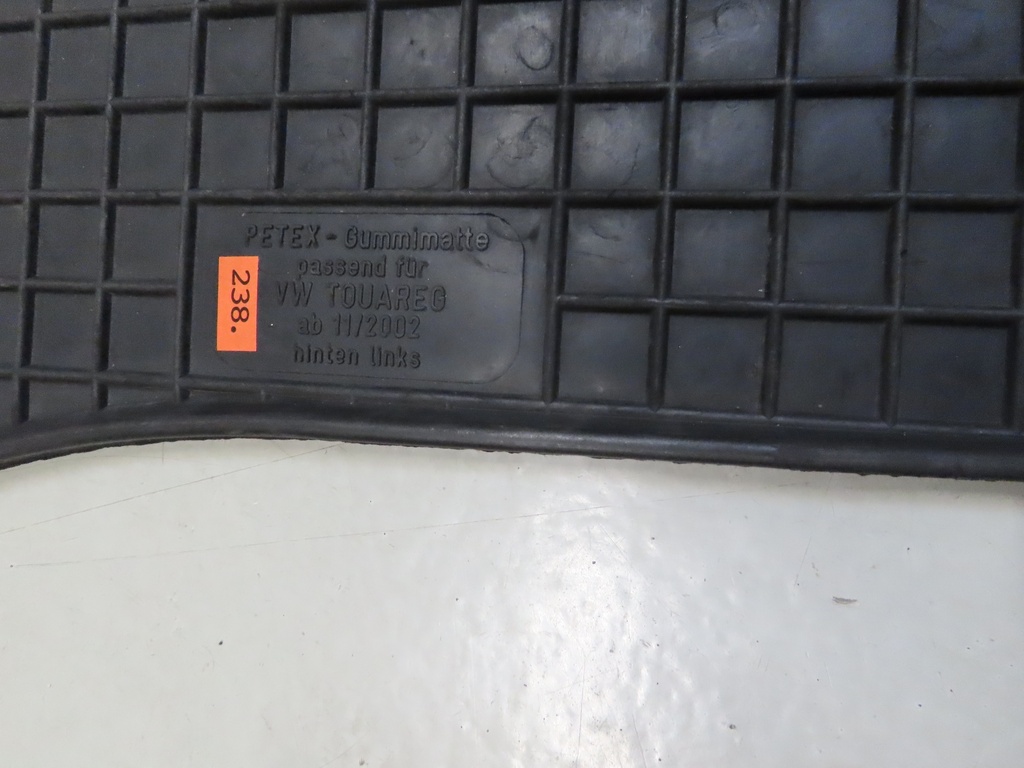 PETEX - Gummimatte
passend für
VW TOUAREG
ab 11/2002
hinten links
238.